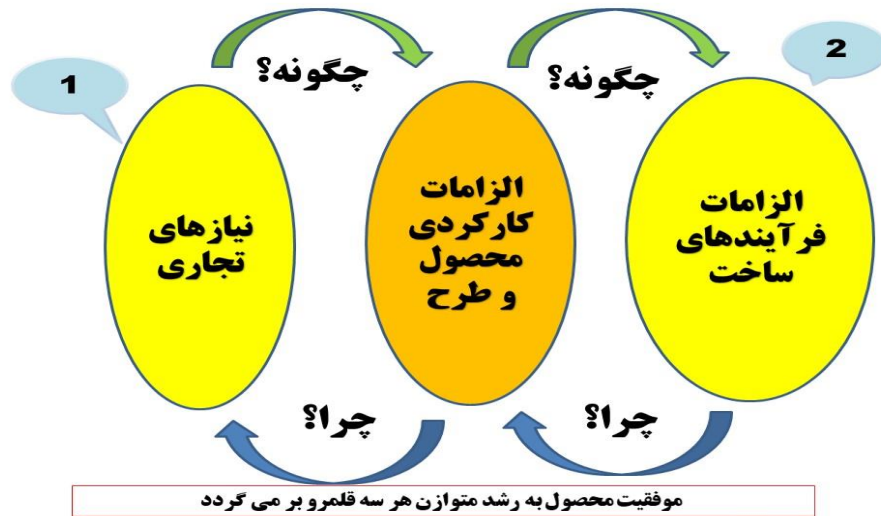 1
2
چگونه؟
چگونه؟
نیازهای
تجاری
الزامات
کارکردی
محصول
و طرح
الزامات
فرآیندهای
ساخت
چرا؟
چرا؟
موفقیت محصول به رشد متوازن هر سه قلمرو بر می گردد